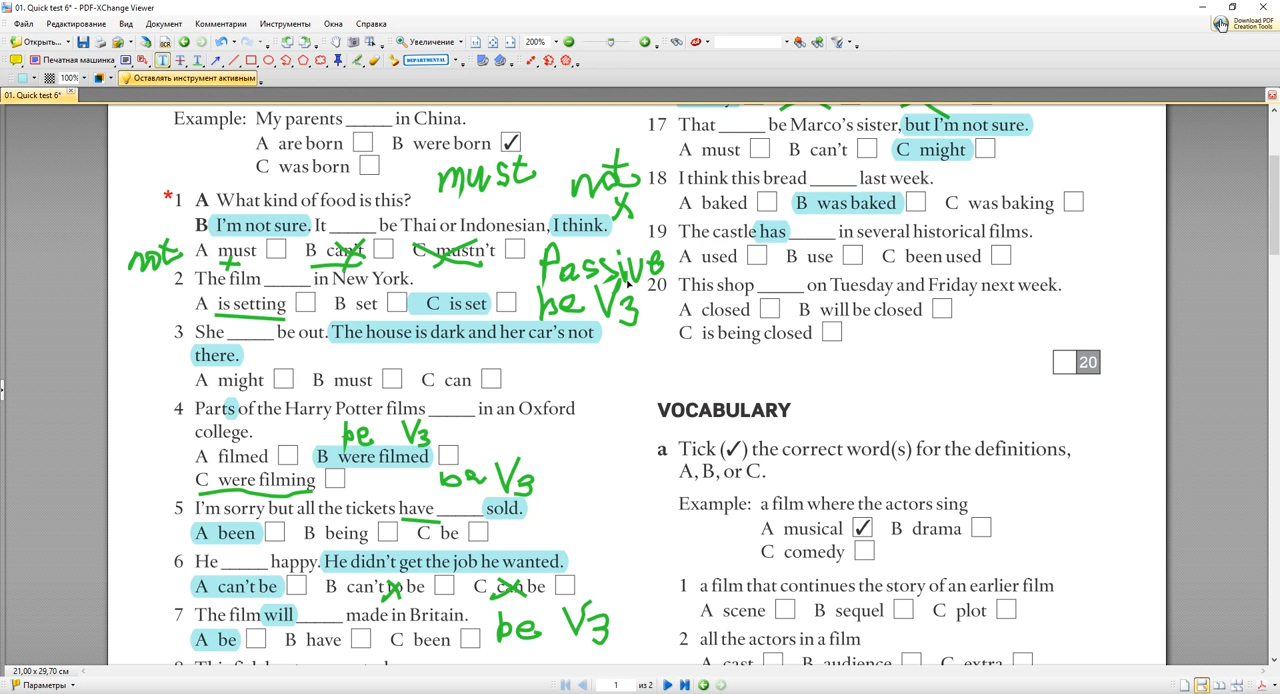 01. Quick test 6* - PDF-XChange Viewer
Файл Редактирование Вид Документ Комментарии Инструменты Окна Справка
Download PDF Creation Tools
Открыть... OCR Увеличение 200%
Печатная машинка DEPARTMENTAL
100% Оставлять инструмент активным
01. Quick test 6*
Example: My parents _____ in China.
A are born B were born ✓
C was born
must not
*1 A What kind of food is this?
B I'm not sure. It _____ be Thai or Indonesian, I think. x
not A must B can't C mustn't
Passive
2 The film _____ in New York.
A is setting B set C is set
be V3
3 She _____ be out. The house is dark and her car's not
there.
A might B must C can
4 Parts of the Harry Potter films _____ in an Oxford
college.
be V3
A filmed B were filmed
C were filming
be V3
5 I'm sorry but all the tickets have _____ sold.
A been B being C be
6 He _____ happy. He didn't get the job he wanted.
A can't be B can't to be C can be
7 The film will _____ made in Britain.
A be B have C been
be V3
17 That _____ be Marco's sister, but I'm not sure.
A must B can't C might
18 I think this bread _____ last week.
A baked B was baked C was baking
19 The castle has _____ in several historical films.
A used B use C been used
20 This shop _____ on Tuesday and Friday next week.
A closed B will be closed
C is being closed
20
VOCABULARY
a Tick (✓) the correct word(s) for the definitions,
A, B, or C.
Example: a film where the actors sing
A musical ✓ B drama
C comedy
1 a film that continues the story of an earlier film
A scene B sequel C plot
2 all the actors in a film
A cast B audience C extra
21,00 x 29,70 см
Параметры 1 из 2